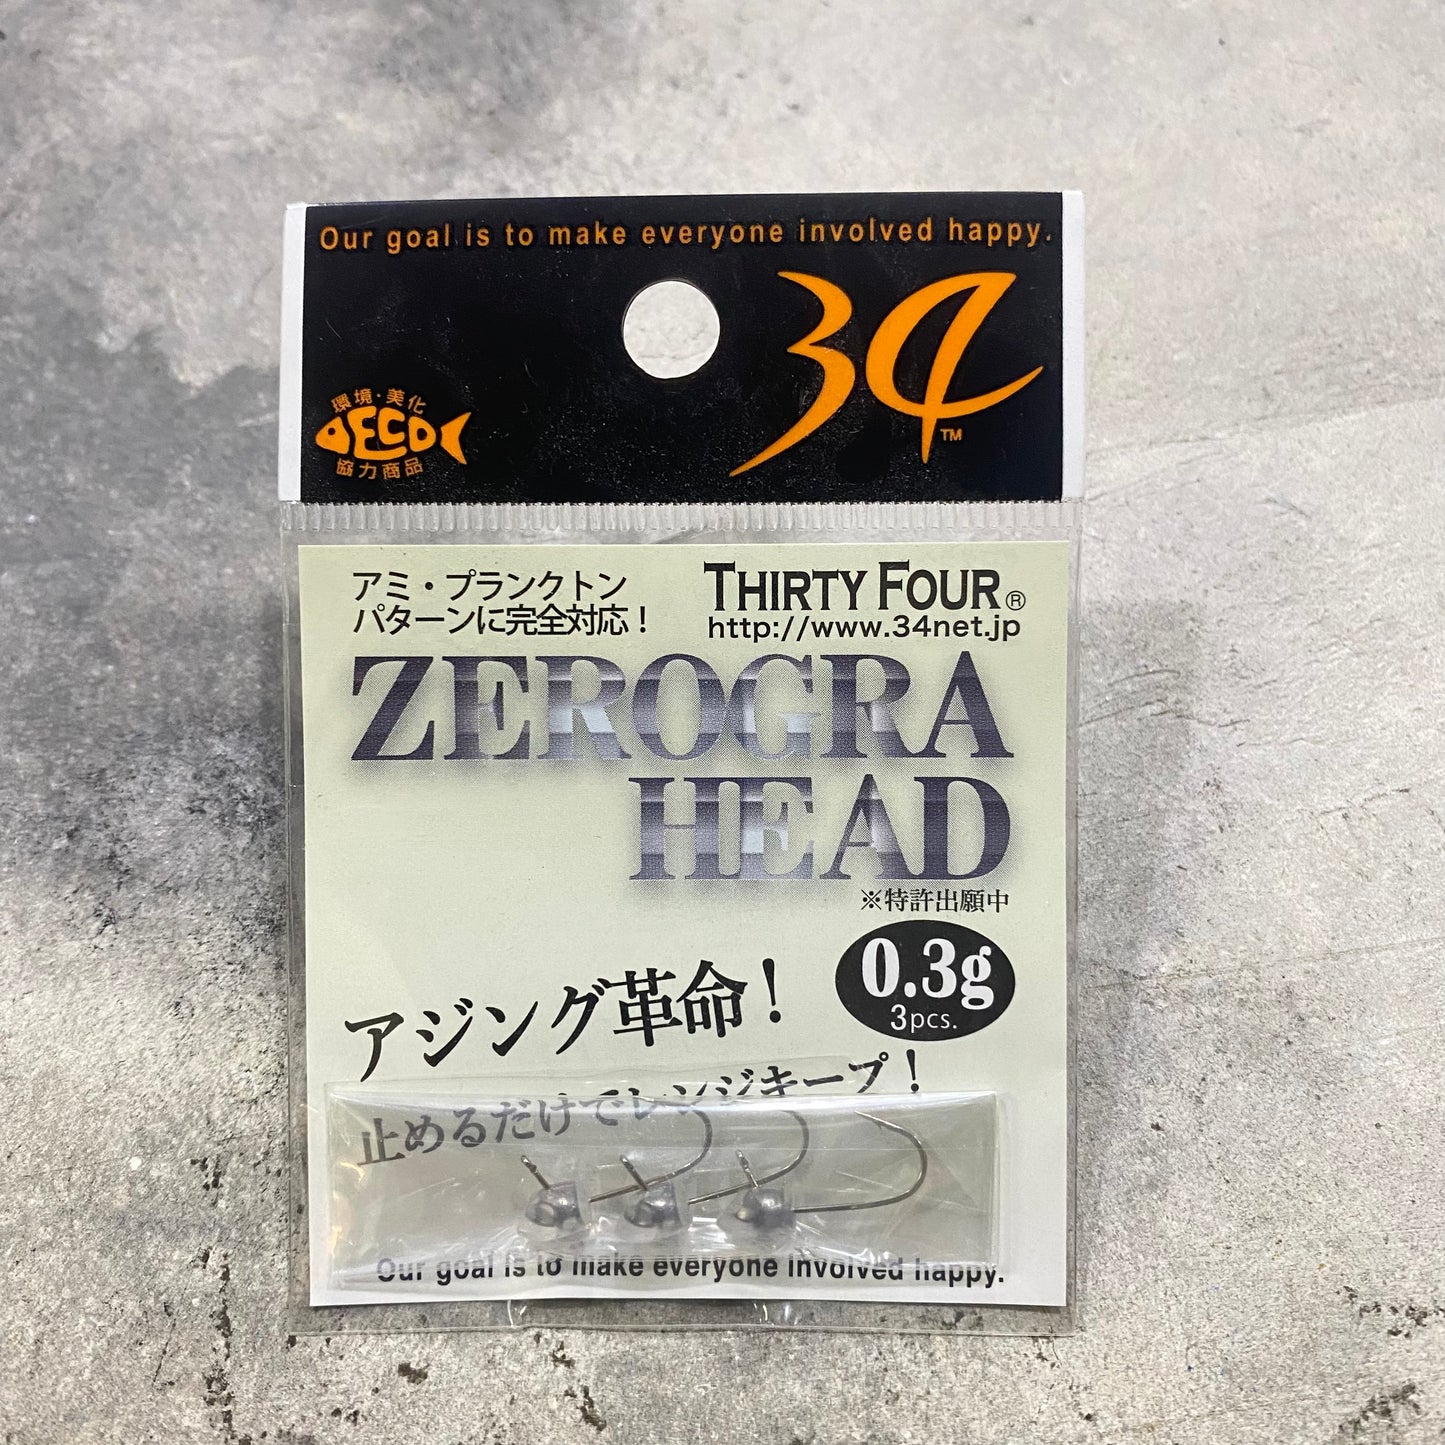 Our goal is to make everyone involved happy.
34
TM
環境・美化
ECO
協力商品
アミ・プランクトン
パターンに完全対応！
THIRTY FOUR®
http://www.34net.jp
ZEROGRA
HEAD
※特許出願中
0.3g
3pcs.
アジング革命！
止めるだけでレンジキープ！
Our goal is to make everyone involved happy.